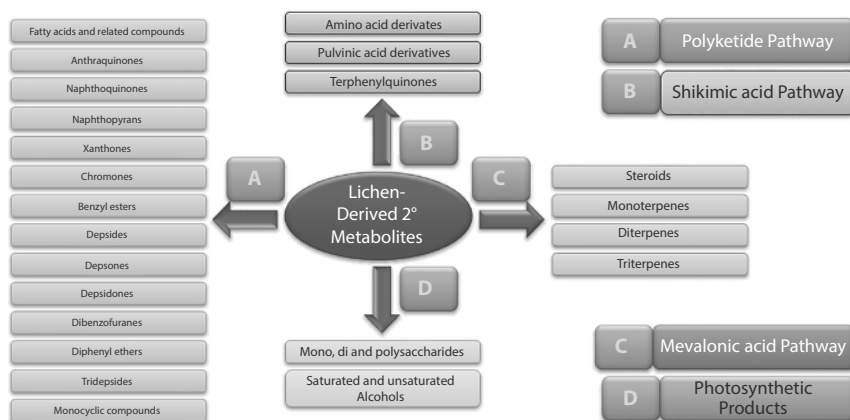 Fatty acids and related compounds
Anthraquinones
Naphthoquinones
Naphthopyrans
Xanthones
Chromones
Benzyl esters
Depsides
Depsones
Depsidones
Dibenzofuranes
Diphenyl ethers
Tridepsides
Monocyclic compounds
A
Amino acid derivates
Pulvinic acid derivatives
Terphenylquinones
B
Lichen-
Derived 2°
Metabolites
C
Steroids
Monoterpenes
Diterpenes
Triterpenes
D
Mono, di and polysaccharides
Saturated and unsaturated
Alcohols
A Polyketide Pathway
B Shikimic acid Pathway
C Mevalonic acid Pathway
D Photosynthetic
Products